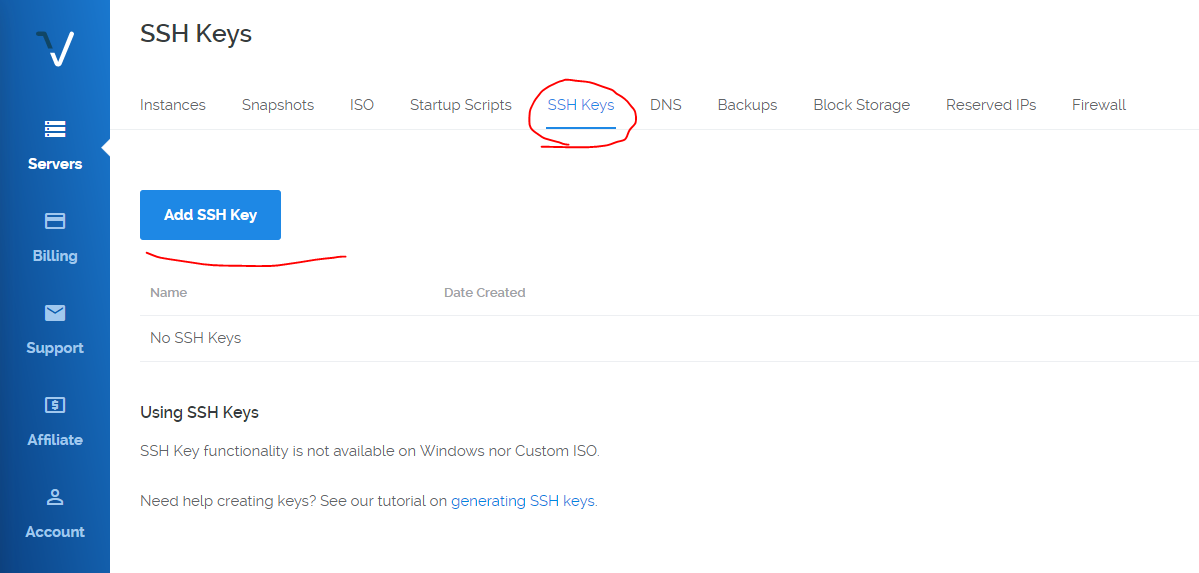 SSH Keys
Instances Snapshots ISO Startup Scripts SSH Keys DNS Backups Block Storage Reserved IPs Firewall
Servers
Billing
Support
Affiliate
Account
Add SSH Key
Name Date Created
No SSH Keys
Using SSH Keys
SSH Key functionality is not available on Windows nor Custom ISO.
Need help creating keys? See our tutorial on generating SSH keys.